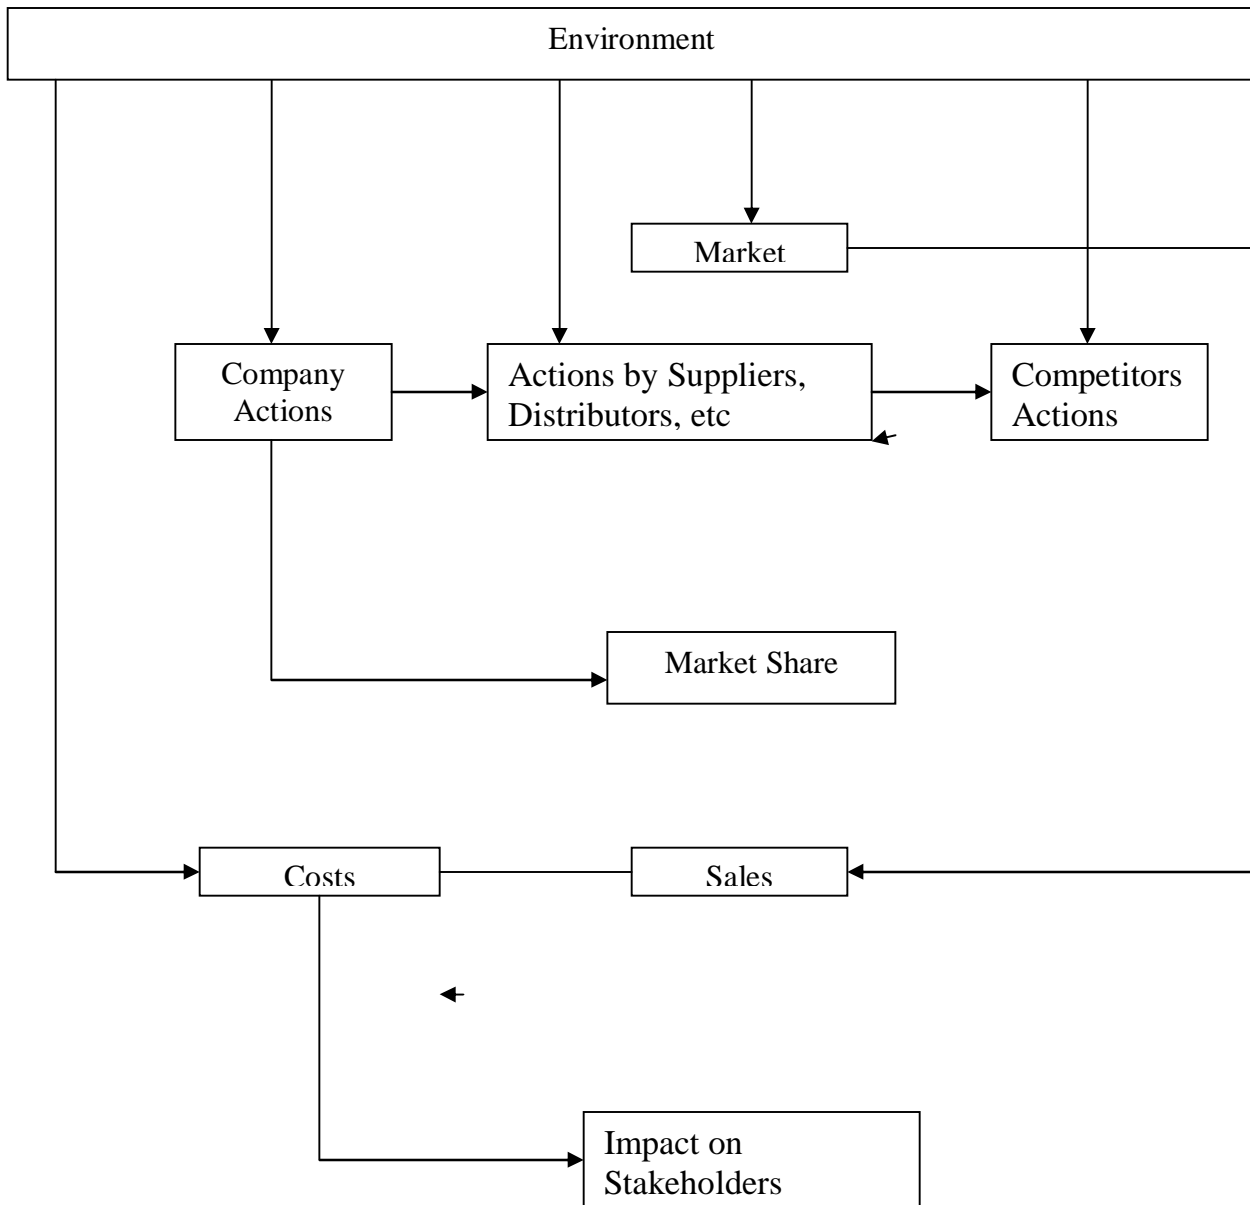 Environment
Market
Company
Actions
Actions by Suppliers,
Distributors, etc
Competitors
Actions
Market Share
Costs
Sales
Impact on
Stakeholders